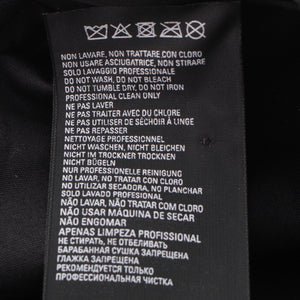 NON LAVARE, NON TRATTARE CON CLORO
NON USARE ASCIUGATRICE, NON STIRARE
SOLO LAVAGGIO PROFESSIONALE
DO NOT WASH, DO NOT BLEACH
DO NOT TUMBLE DRY, DO NOT IRON
PROFESSIONAL CLEAN ONLY
NE PAS LAVER
NE PAS TRAITER AVEC DU CHLORE
NE PAS UTILISER DE SÉCHOIR À TAMBOUR
NE PAS REPASSER
NETTOYAGE PROFESSIONNEL
NICHT WASCHEN, NICHT BLEICHEN
NICHT IM TROCKNER TROCKNEN
NICHT BÜGELN
NUR PROFESSIONELLE REINIGUNG
NO LAVAR, NO TRATAR CON CLORO
NO UTILIZAR SECADORA, NO PLANCHAR
SOLO LAVADO PROFESIONAL
NÃO LAVAR, NÃO TRATAR COM CLORO
NÃO USAR MÁQUINA DE SECAR
NÃO ENGOMAR
APENAS LIMPEZA PROFISSIONAL
НЕ СТИРАТЬ, НЕ ОТБЕЛИВАТЬ
БАРАБАННАЯ СУШКА ЗАПРЕЩЕНА
ГЛАЖКА ЗАПРЕЩЕНА
РЕКОМЕНДУЕТСЯ ТОЛЬКО
ПРОФЕССИОНАЛЬНАЯ ХИМЧИСТКА